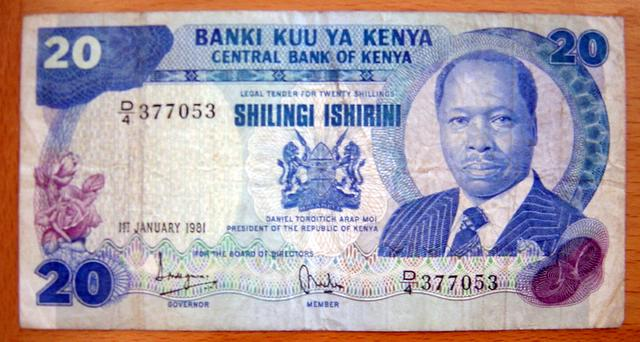 20
BANKI KUU YA KENYA
20
CENTRAL BANK OF KENYA
LEGAL TENDER FOR TWENTY SHILLINGS
D/4 377053
SHILINGI ISHIRINI
DANIEL TOROITICH ARAP MOI
1ST JANUARY 1981
PRESIDENT OF THE REPUBLIC OF KENYA
FOR THE BOARD OF DIRECTORS
20
D/4 377053
GOVERNOR
MEMBER